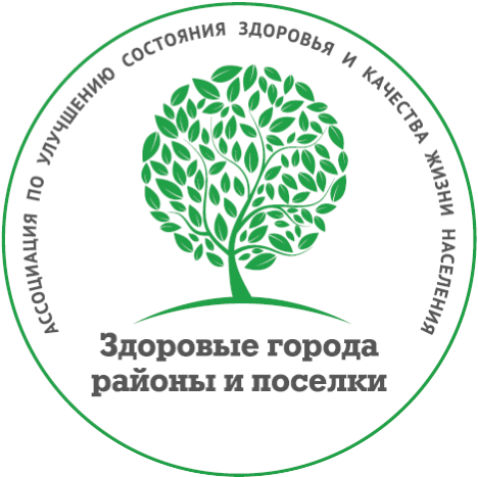 АССОЦИАЦИЯ ПО УЛУЧШЕНИЮ СОСТОЯНИЯ ЗДОРОВЬЯ И КАЧЕСТВА ЖИЗНИ НАСЕЛЕНИЯ
Здоровые города
районы и поселки